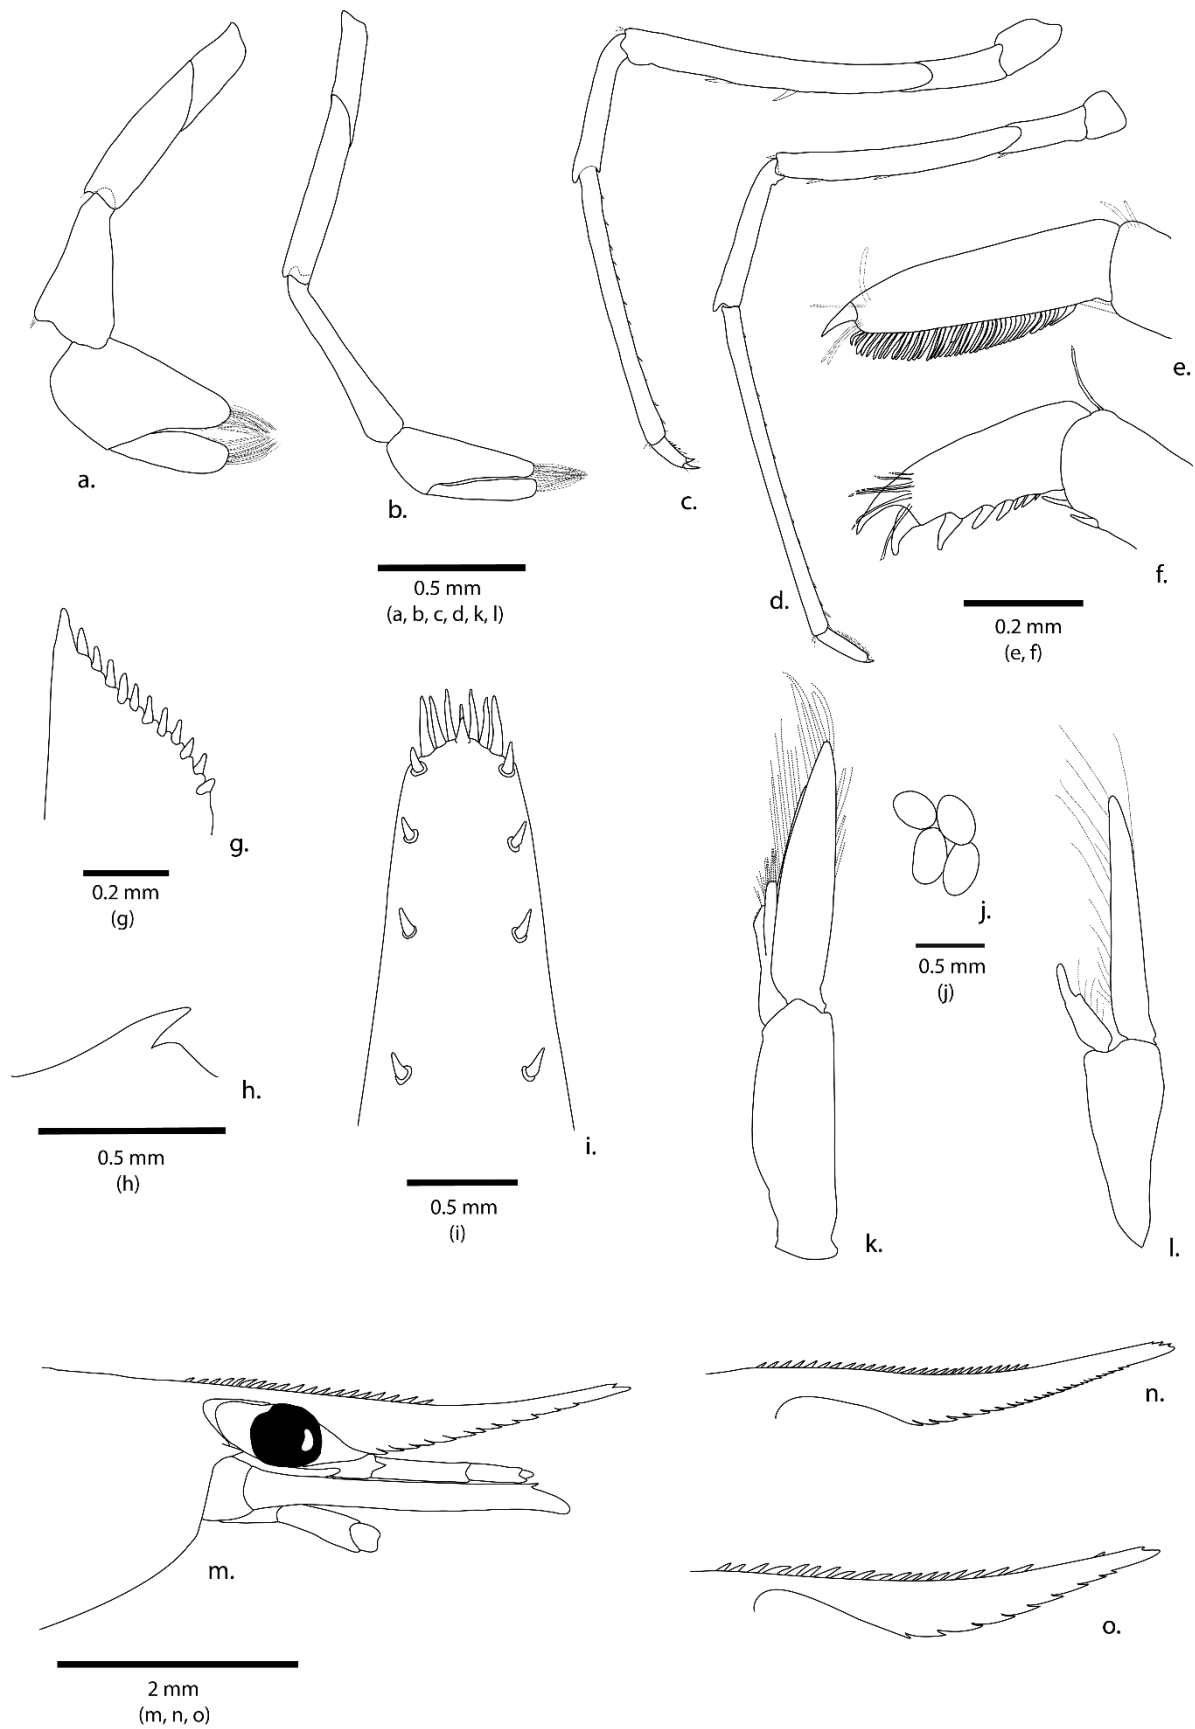 a.
b.
c.
d.
e.
f.
0.5 mm
(a, b, c, d, k, l)
0.2 mm
(e, f)
g.
0.2 mm
(g)
h.
0.5 mm
(h)
i.
0.5 mm
(i)
j.
0.5 mm
(j)
k.
l.
m.
2 mm
(m, n, o)
n.
o.